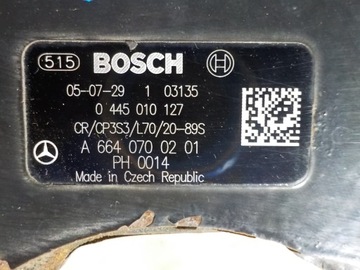 515 BOSCH
05-07-29 1 03135
0 445 010 127
CR/CP3S3/L70/20-89S
A 664 070 02 01
PH 0014
Made in Czech Republic